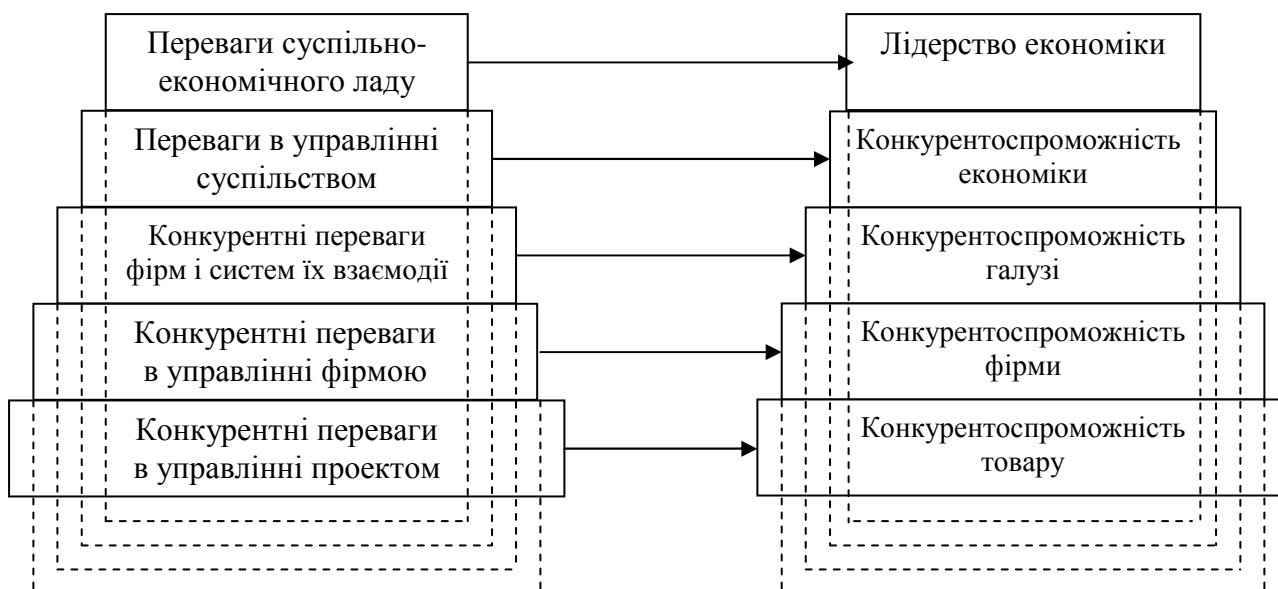 Переваги суспільно-
економічного ладу
Лідерство економіки
Переваги в управлінні
суспільством
Конкурентоспроможність
економіки
Конкурентні переваги
фірм і систем їх взаємодії
Конкурентоспроможність
галузі
Конкурентні переваги
в управлінні фірмою
Конкурентоспроможність
фірми
Конкурентні переваги
в управлінні проектом
Конкурентоспроможність
товару